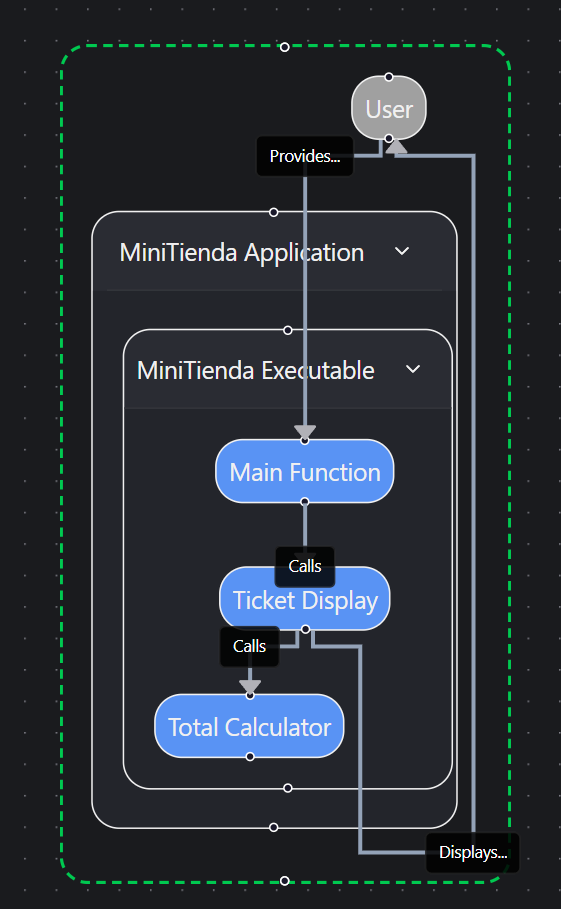 User
Provides...
MiniTienda Application
MiniTienda Executable
Main Function
Calls
Ticket Display
Calls
Total Calculator
Displays...